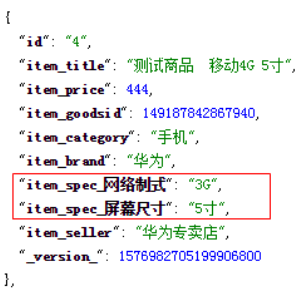 {
"id": "4",
"item_title": "测试商品 移动4G 5寸",
"item_price": 444,
"item_goodsid": 149187842867940,
"item_category": "手机",
"item_brand": "华为",
"item_spec_网络制式": "3G",
"item_spec_屏幕尺寸": "5寸",
"item_seller": "华为专卖店",
"_version_": 1576982705199906800
},